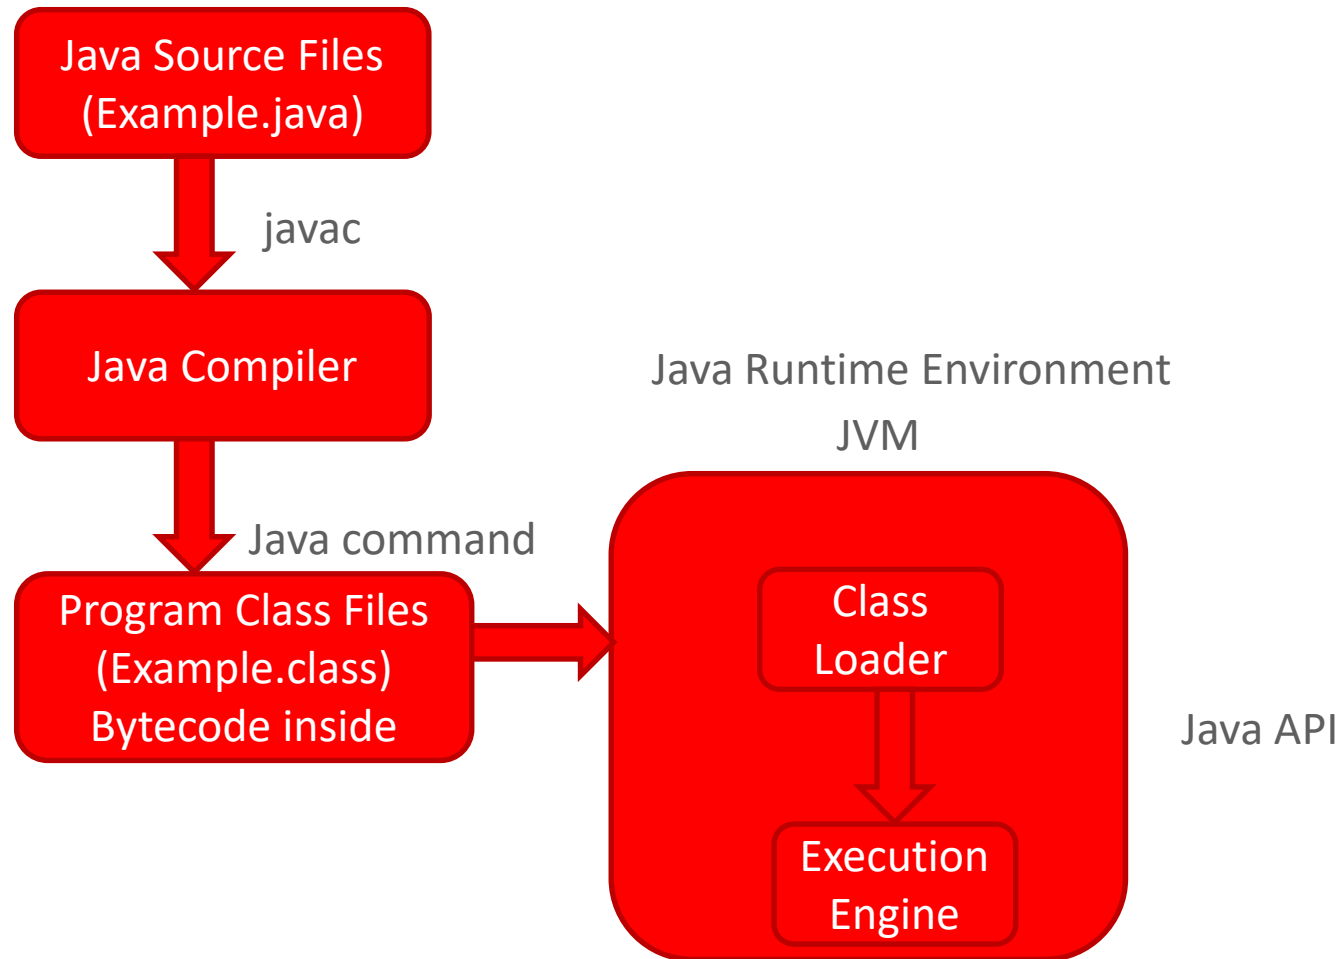 Java Source Files
(Example.java)
javac
Java Compiler
Java Runtime Environment
JVM
Java command
Program Class Files
(Example.class)
Bytecode inside
Class
Loader
Java API
Execution
Engine